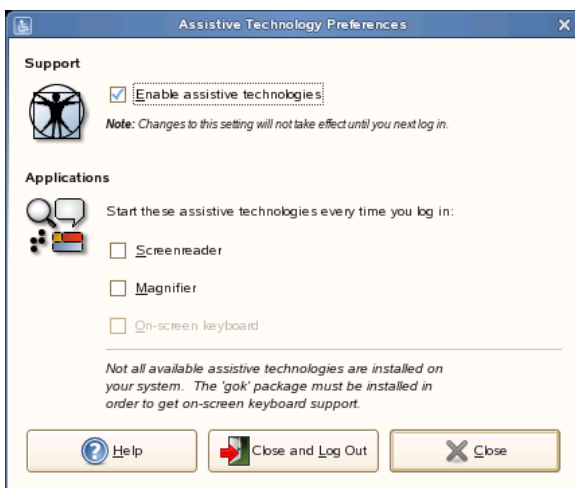 Assistive Technology Preferences
Support
Enable assistive technologies
Note: Changes to this setting will not take effect until you next log in.
Applications
Start these assistive technologies every time you log in:
Screenreader
Magnifier
On-screen keyboard
Not all available assistive technologies are installed on
your system. The 'gok' package must be installed in
order to get on-screen keyboard support.
Help
Close and Log Out
Close